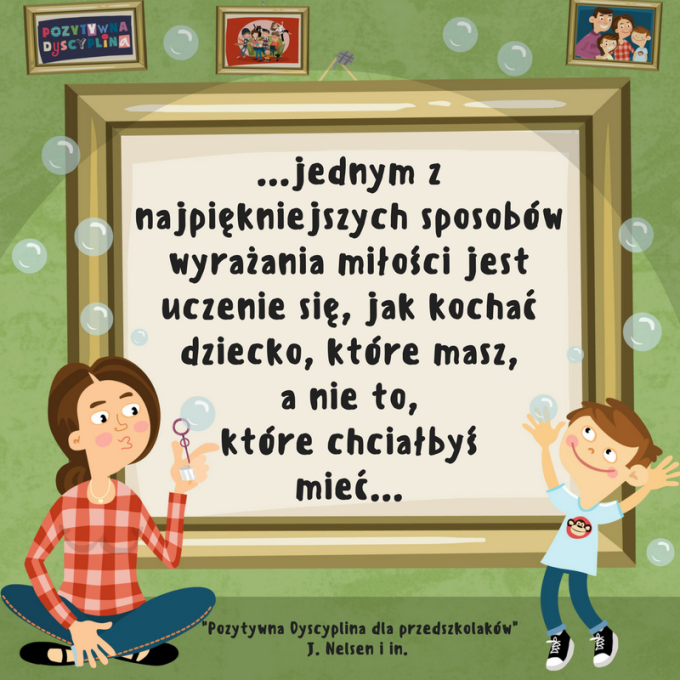 POZYTYWNA
DYSCYPLINA
...jednym z
najpiękniejszych sposobów
wyrażania miłości jest
uczenie się, jak kochać
dziecko, które masz,
a nie to,
które chciałbyś
mieć...
"Pozytywna Dyscyplina dla przedszkolaków"
J. Nelsen i in.